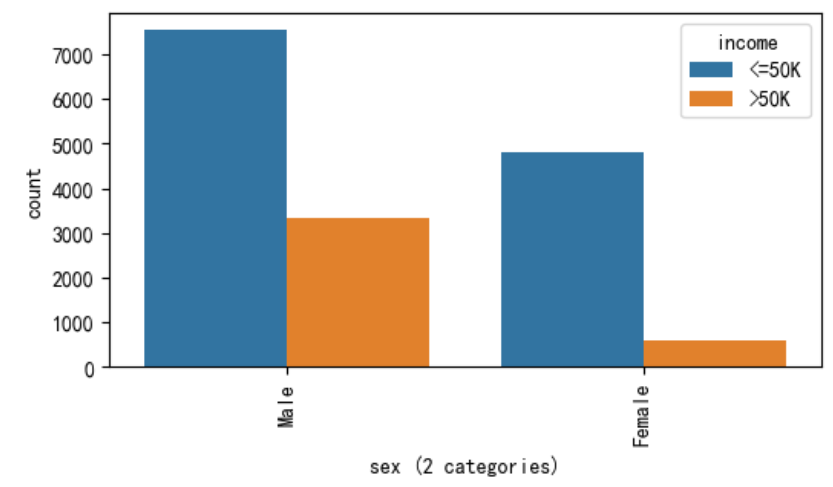 income
<=50K
>50K
7000
6000
5000
4000
3000
2000
1000
0
count
Male
Female
sex (2 categories)